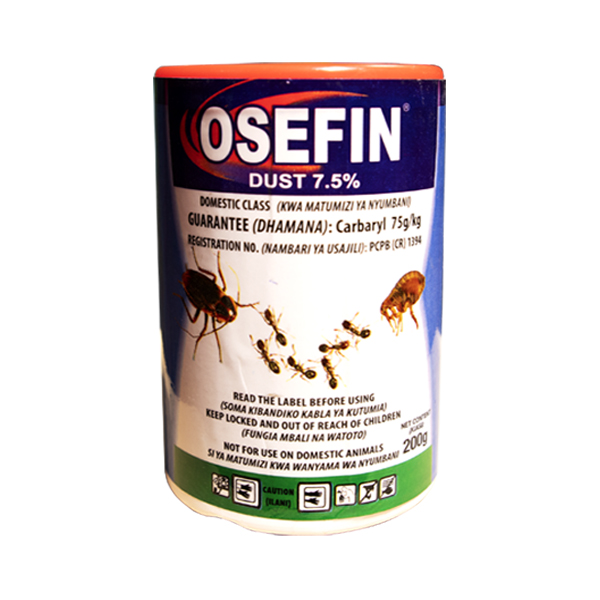 OSEFIN®
DUST 7.5%
DOMESTIC CLASS (KWA MATUMIZI YA NYUMBANI)
GUARANTEE (DHAMANA): Carbaryl 75g/kg
REGISTRATION NO. (NAMBARI YA USAJILI): PCPB (CR) 1394
READ THE LABEL BEFORE USING
(SOMA KIBANDIKO KABLA YA KUTUMIA)
KEEP LOCKED AND OUT OF REACH OF CHILDREN
(FUNGIA MBALI NA WATOTO)
NOT FOR USE ON DOMESTIC ANIMALS
SI YA MATUMIZI KWA WANYAMA WA NYUMBANI
NET CONTENT
200g
CAUTION
(ILANI)